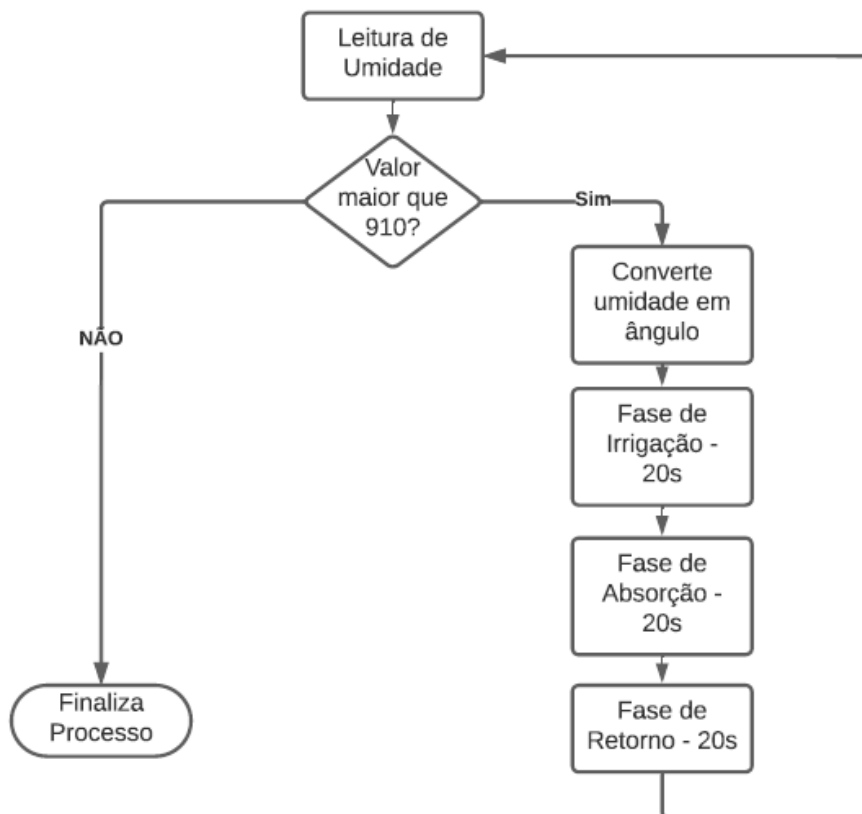 Leitura de
Umidade
Valor
maior que
910?
Sim
Converte
umidade em
ângulo
NÃO
Fase de
Irrigação -
20s
Fase de
Absorção -
20s
Finaliza
Processo
Fase de
Retorno - 20s